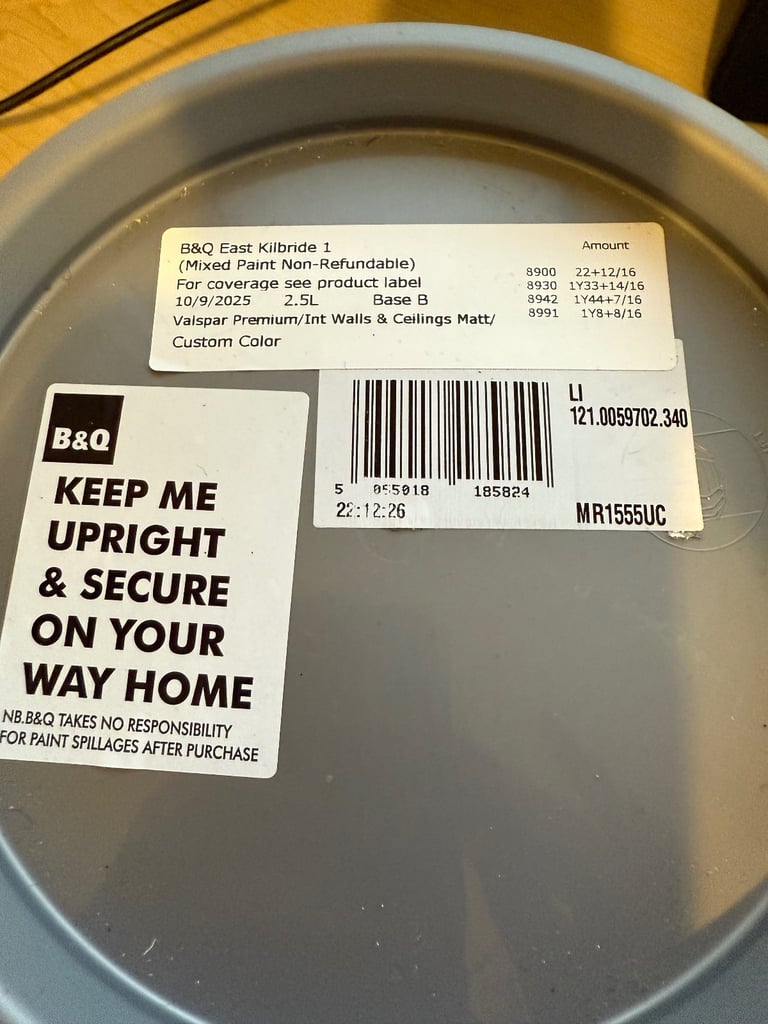 B&Q East Kilbride 1 Amount
(Mixed Paint Non-Refundable)
For coverage see product label 8900 22+12/16
10/9/2025 2.5L Base B 8930 1Y33+14/16
Valspar Premium/Int Walls & Ceilings Matt/ 8942 1Y44+7/16
Custom Color 8991 1Y8+8/16
LI
121.0059702.340
5 055018 185824
22:12:26 MR1555UC
B&Q
KEEP ME
UPRIGHT
& SECURE
ON YOUR
WAY HOME
NB.B&Q TAKES NO RESPONSIBILITY
FOR PAINT SPILLAGES AFTER PURCHASE